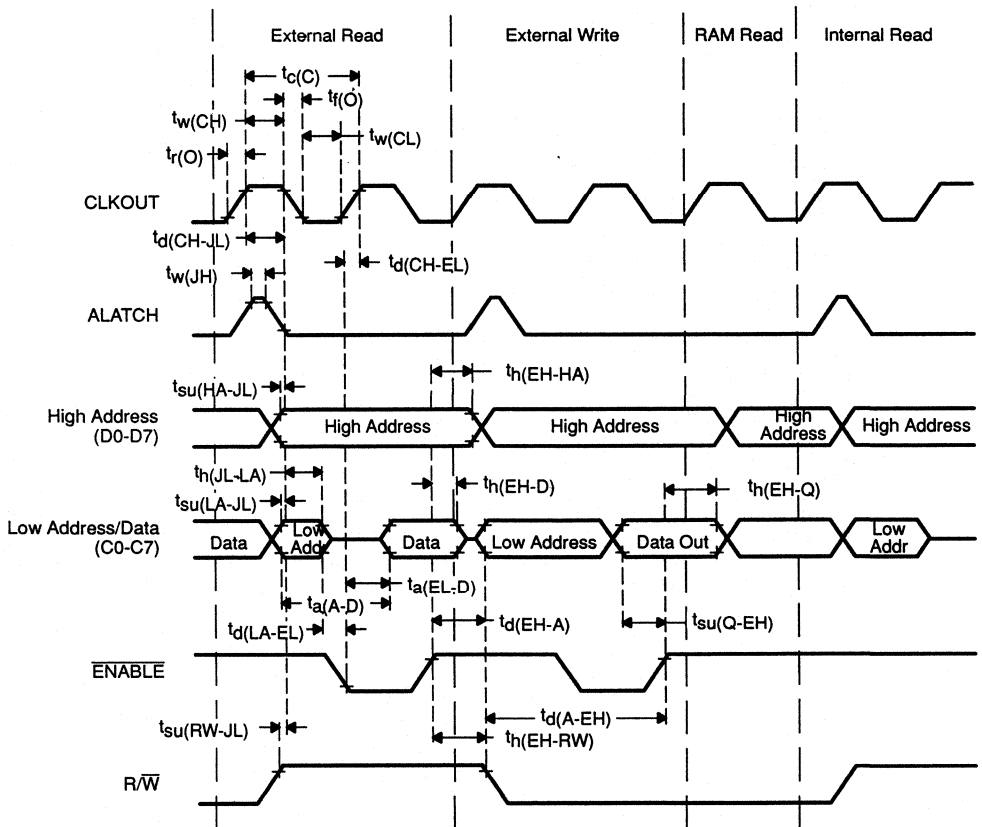 External Read
External Write
RAM Read
Internal Read
tc(C)
tf(O)
tw(CH)
tw(CL)
tr(O)
CLKOUT
td(CH-JL)
td(CH-EL)
tw(JH)
ALATCH
th(EH-HA)
tsu(HA-JL)
High Address
(D0-D7)
High Address
High Address
High
Address
High Address
th(JL-LA)
th(EH-D)
th(EH-Q)
tsu(LA-JL)
Low Address/Data
(C0-C7)
Data
Low
Addr
Data
Low Address
Data Out
Low
Addr
ta(EL-D)
ta(A-D)
td(LA-EL)
td(EH-A)
tsu(Q-EH)
ENABLE
tsu(RW-JL)
td(A-EH)
th(EH-RW)
R/W